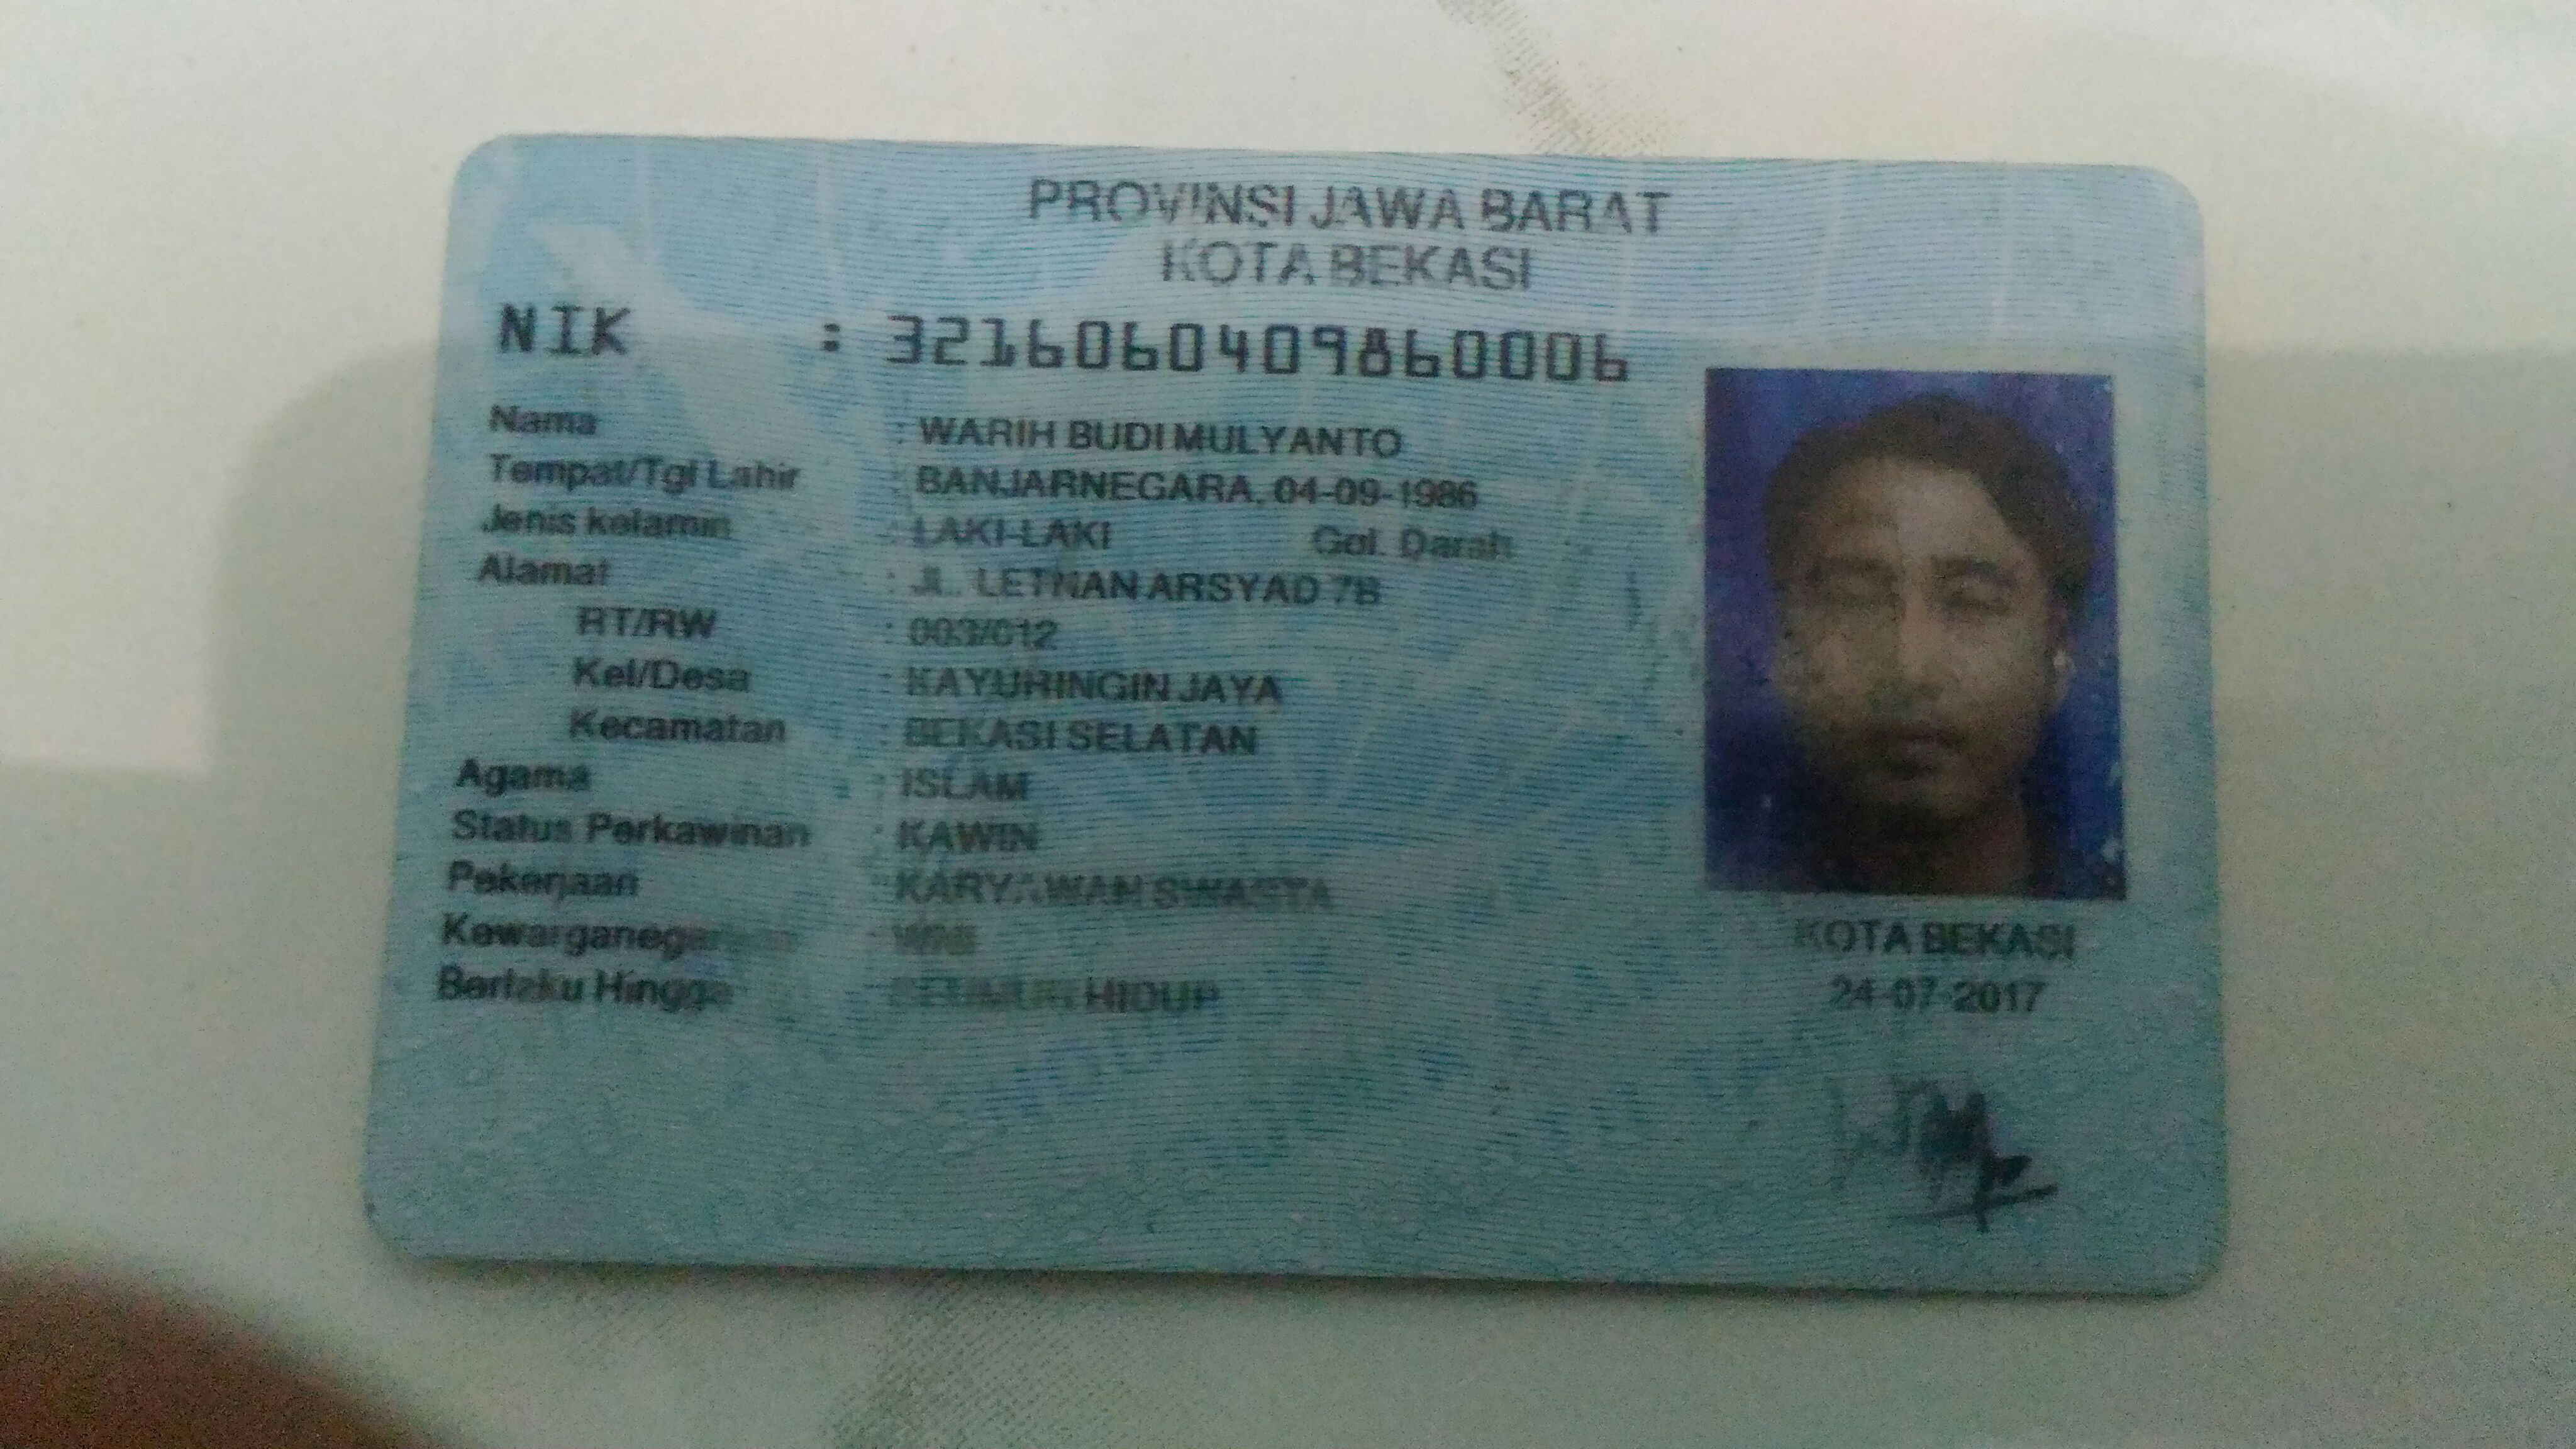 PROVINSI JAWA BARAT
KOTA BEKASI
NIK : 3216060409860006
Nama : WARIH BUDI MULYANTO
Tempat/Tgl Lahir : BANJARNEGARA, 04-09-1986
Jenis kelamin : LAKI-LAKI Gol. Darah :
Alamat : JL. LETNAN ARSYAD 7B
RT/RW : 003/012
Kel/Desa : KAYURINGIN JAYA
Kecamatan : BEKASI SELATAN
Agama : ISLAM
Status Perkawinan : KAWIN
Pekerjaan : KARYAWAN SWASTA
Kewarganegaraan : WNI
Berlaku Hingga : SEUMUR HIDUP
KOTA BEKASI
24-07-2017